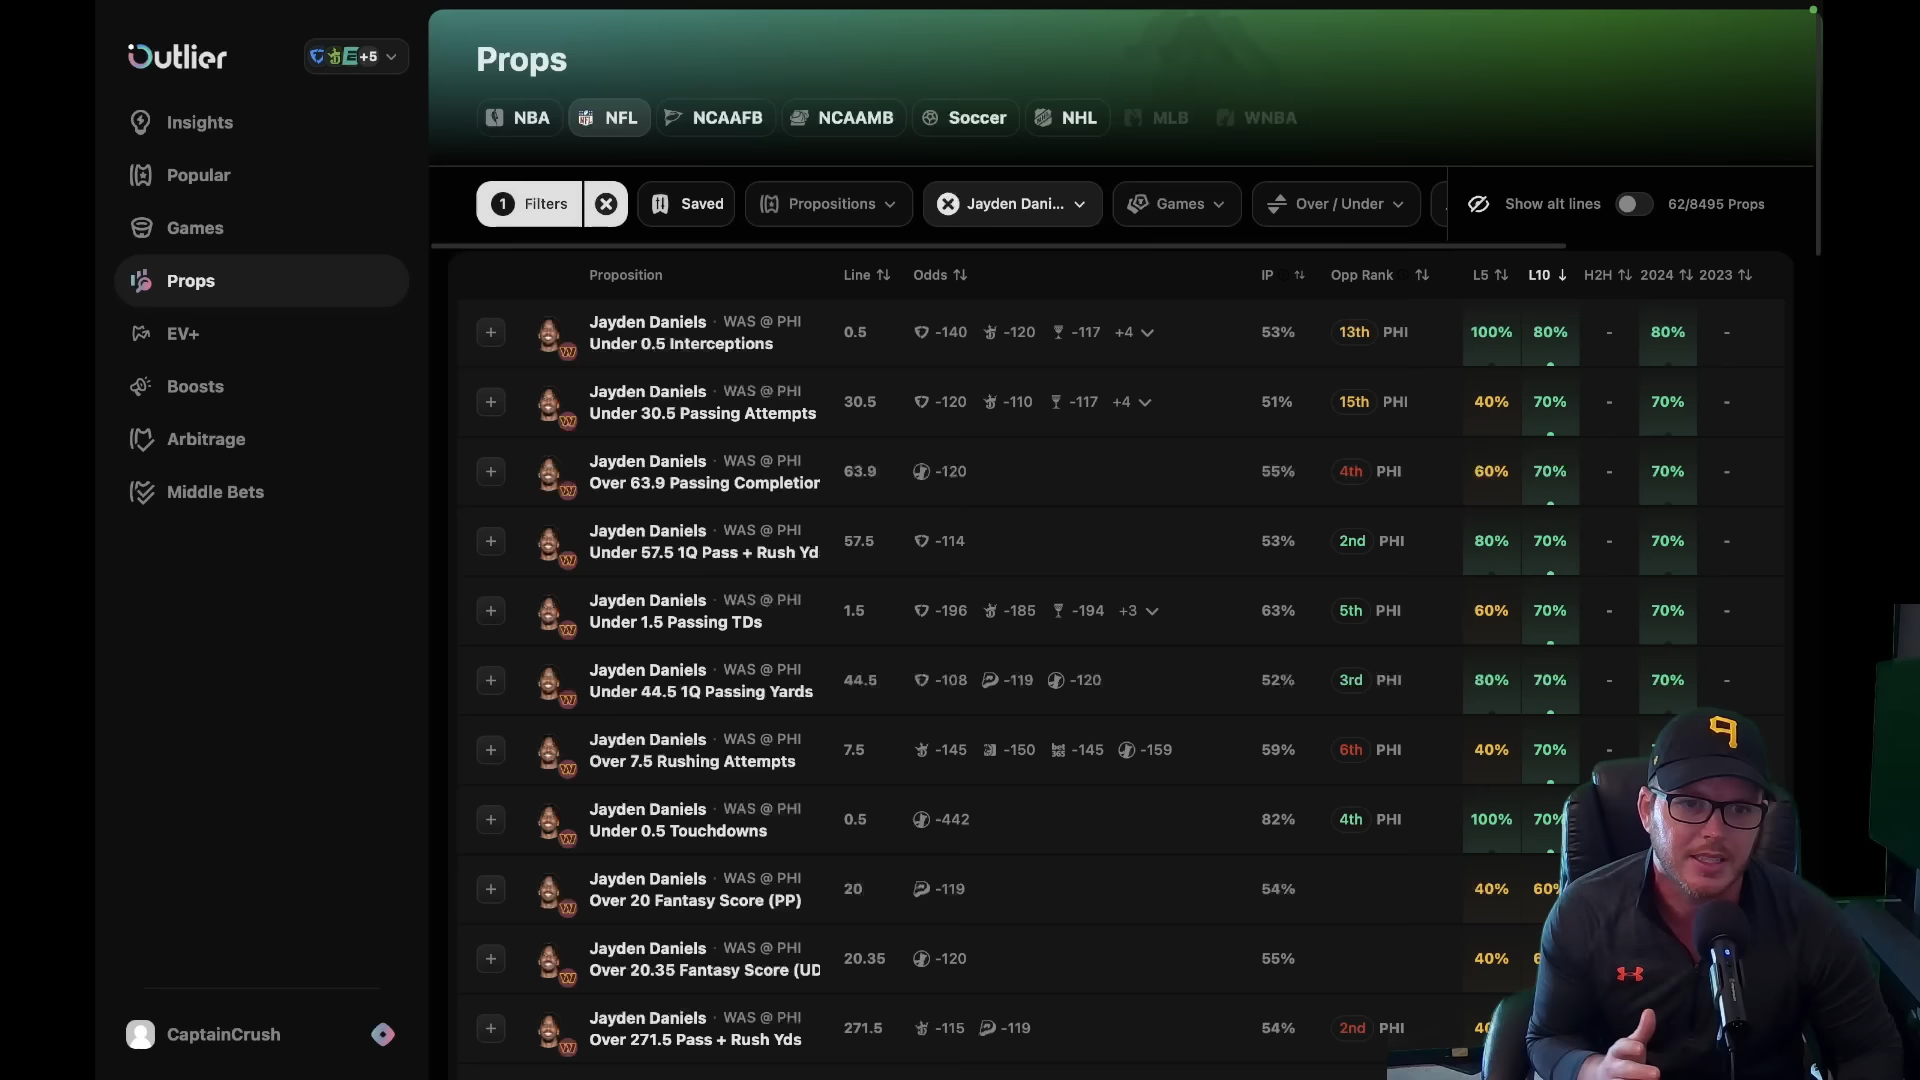 Outlier
+5
Insights
Popular
Games
Props
EV+
Boosts
Arbitrage
Middle Bets
CaptainCrush
Props
NBA NFL NCAAFB NCAAMB Soccer NHL MLB WNBA
1 Filters Saved Propositions Jayden Dani... Games Over / Under Show alt lines 62/8495 Props
Proposition Line Odds IP Opp Rank L5 L10 H2H 2024 2023
Jayden Daniels · WAS @ PHI
Under 0.5 Interceptions 0.5 -140 -120 -117 +4 53% 13th PHI 100% 80% - 80% -
Jayden Daniels · WAS @ PHI
Under 30.5 Passing Attempts 30.5 -120 -110 -117 +4 51% 15th PHI 40% 70% - 70% -
Jayden Daniels · WAS @ PHI
Over 63.9 Passing Completion 63.9 -120 55% 4th PHI 60% 70% - 70% -
Jayden Daniels · WAS @ PHI
Under 57.5 1Q Pass + Rush Yd 57.5 -114 53% 2nd PHI 80% 70% - 70% -
Jayden Daniels · WAS @ PHI
Under 1.5 Passing TDs 1.5 -196 -185 -194 +3 63% 5th PHI 60% 70% - 70% -
Jayden Daniels · WAS @ PHI
Under 44.5 1Q Passing Yards 44.5 -108 -119 -120 52% 3rd PHI 80% 70% - 70% -
Jayden Daniels · WAS @ PHI
Over 7.5 Rushing Attempts 7.5 -145 -150 -145 -159 59% 6th PHI 40% 70% -
Jayden Daniels · WAS @ PHI
Under 0.5 Touchdowns 0.5 -442 82% 4th PHI 100% 70%
Jayden Daniels · WAS @ PHI
Over 20 Fantasy Score (PP) 20 -119 54% 40% 60%
Jayden Daniels · WAS @ PHI
Over 20.35 Fantasy Score (UD 20.35 -120 55% 40%
Jayden Daniels · WAS @ PHI
Over 271.5 Pass + Rush Yds 271.5 -115 -119 54% 2nd PHI